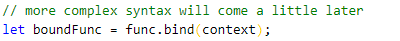 // more complex syntax will come a little later
let boundFunc = func.bind(context);